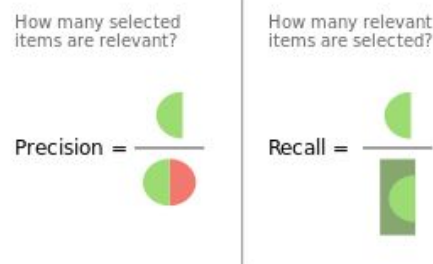 How many selected
items are relevant?
Precision =
How many relevant
items are selected?
Recall =